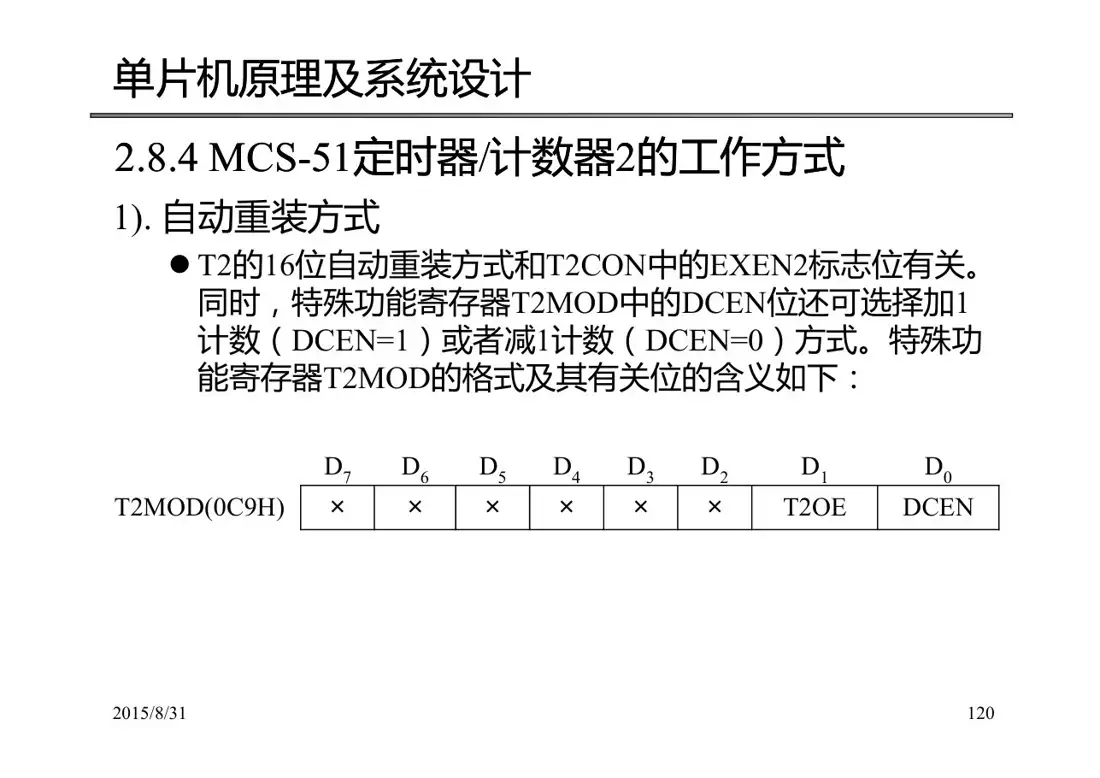 单片机原理及系统设计
2.8.4 MCS-51定时器/计数器2的工作方式
1). 自动重装方式
● T2的16位自动重装方式和T2CON中的EXEN2标志位有关。
同时，特殊功能寄存器T2MOD中的DCEN位还可选择加1
计数（DCEN=1）或者减1计数（DCEN=0）方式。特殊功
能寄存器T2MOD的格式及其有关位的含义如下：
D7 D6 D5 D4 D3 D2 D1 D0
T2MOD(0C9H) × × × × × × T2OE DCEN
2015/8/31 120